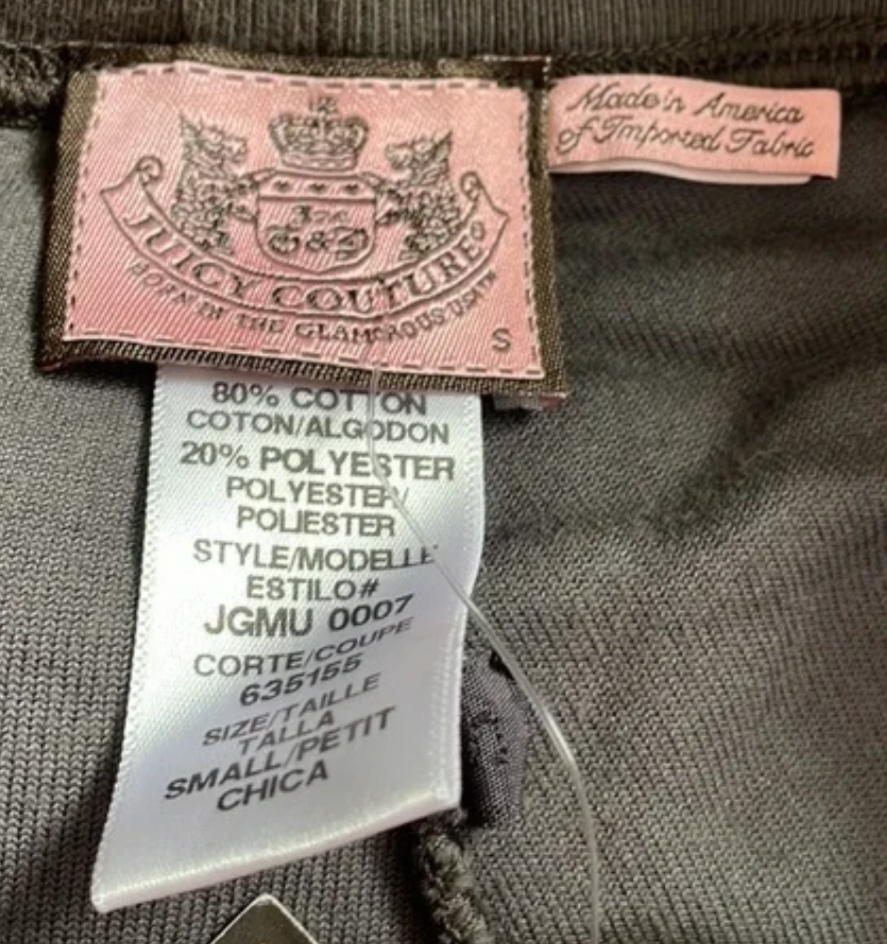 JUICY COUTURE
BORN IN THE GLAMOROUS USA™
S
Made in America
of Imported Fabric
80% COTTON
COTON/ALGODON
20% POLYESTER
POLYESTER/
POLIESTER
STYLE/MODELLE
ESTILO#
JGMU 0007
CORTE/COUPE
635155
SIZE/TAILLE
TALLA
SMALL/PETIT
CHICA